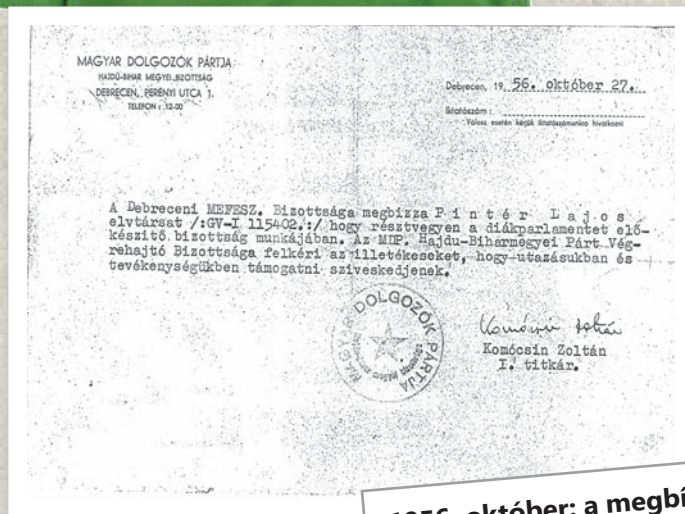 MAGYAR DOLGOZÓK PÁRTJA
HAJDÚ-BIHAR MEGYEI BIZOTTSÁG
DEBRECEN, PERÉNYI UTCA 1.
TELEFON: 12-00
Debrecen, 19 56. október 27.
Iktatószám:
Válasz esetén kérjük iktatószámunkra hivatkozni
A Debreceni MEFESZ. Bizottsága megbizza P i n t é r  L a j o s
elvtársat /:GV-I 115402.:/ hogy résztvegyen a diákparlamentet elő-
készitő bizottság munkájában. Az MDP. Hajdu-Biharmegyei Párt Vég-
rehajtó Bizottsága felkéri az illetékeseket, hogy utazásukban és
tevékenységükben támogatni sziveskedjenek.
MAGYAR DOLGOZÓK PÁRTJA
Komócsin Zoltán
Komócsin Zoltán
I. titkár.
1956. október: a megbí